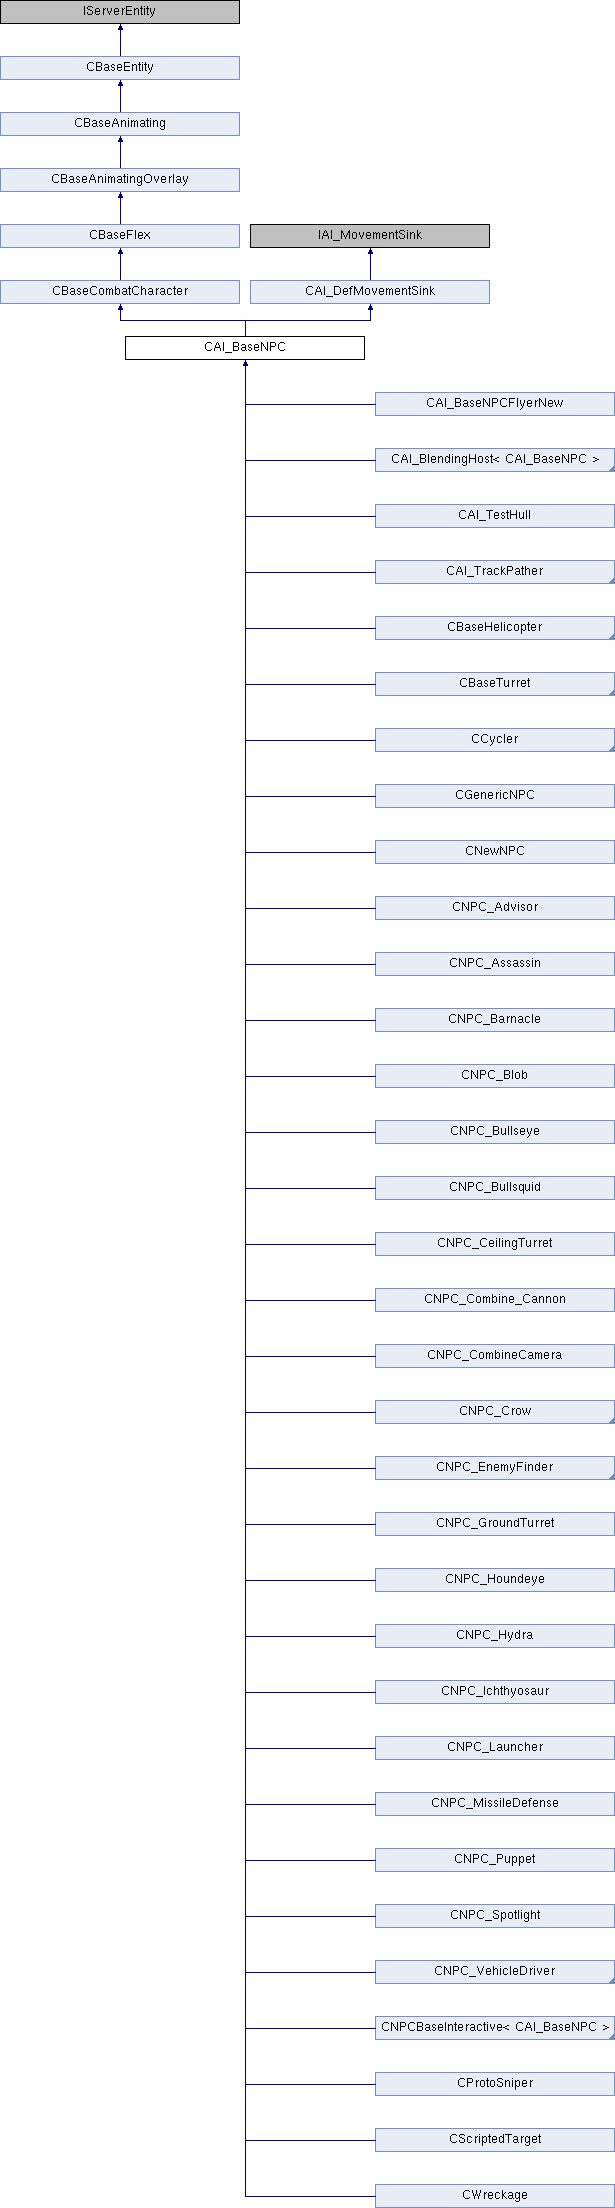 IServerEntity
CBaseEntity
CBaseAnimating
CBaseAnimatingOverlay
CBaseFlex
IAI_MovementSink
CBaseCombatCharacter
CAI_DefMovementSink
CAI_BaseNPC
CAI_BaseNPCFlyerNew
CAI_BlendingHost< CAI_BaseNPC >
CAI_TestHull
CAI_TrackPather
CBaseHelicopter
CBaseTurret
CCycler
CGenericNPC
CNewNPC
CNPC_Advisor
CNPC_Assassin
CNPC_Barnacle
CNPC_Blob
CNPC_Bullseye
CNPC_Bullsquid
CNPC_CeilingTurret
CNPC_Combine_Cannon
CNPC_CombineCamera
CNPC_Crow
CNPC_EnemyFinder
CNPC_GroundTurret
CNPC_Houndeye
CNPC_Hydra
CNPC_Ichthyosaur
CNPC_Launcher
CNPC_MissileDefense
CNPC_Puppet
CNPC_Spotlight
CNPC_VehicleDriver
CNPCBaseInteractive< CAI_BaseNPC >
CProtoSniper
CScriptedTarget
CWreckage